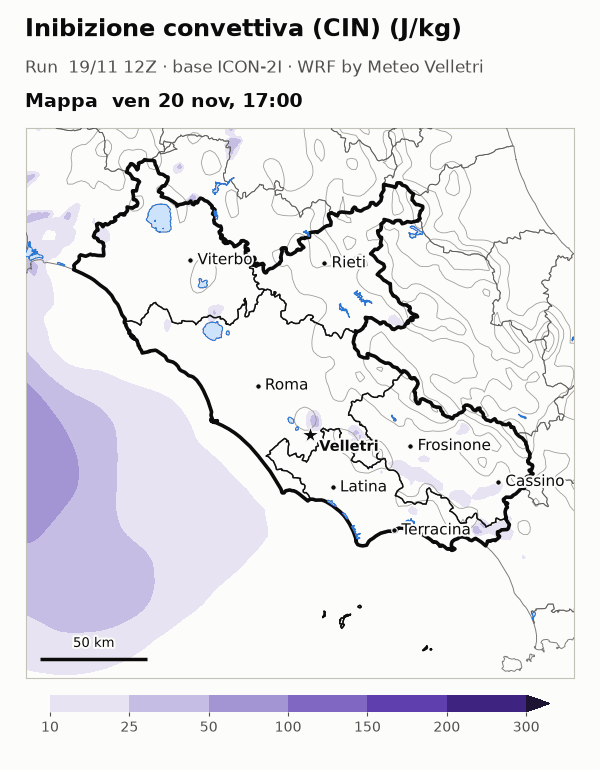 Inibizione convettiva (CIN) (J/kg)
Run 19/11 12Z · base ICON-2I · WRF by Meteo Velletri
Mappa ven 20 nov, 17:00
Viterbo
Rieti
Roma
Velletri
Frosinone
Latina
Cassino
Terracina
50 km
10 25 50 100 150 200 300